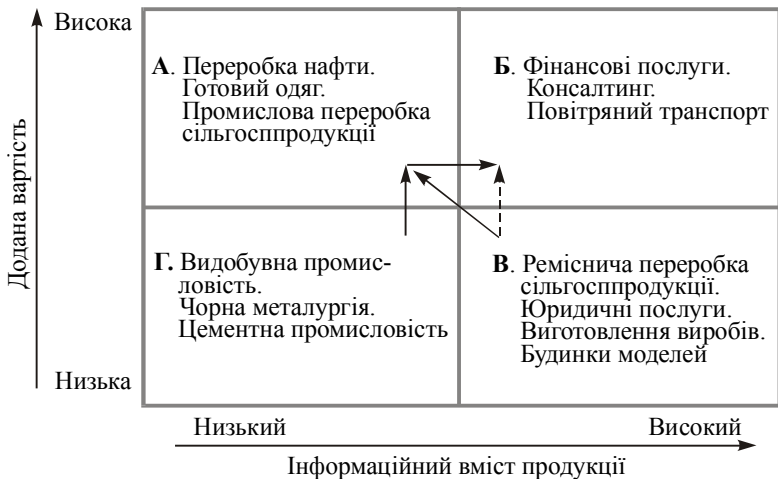 Додана вартість
Висока
А. Переробка нафти.
Готовий одяг.
Промислова переробка
сільгосппродукції
Б. Фінансові послуги.
Консалтинг.
Повітряний транспорт
Г. Видобувна промис-
ловість.
Чорна металургія.
Цементна промисловість
В. Реміснича переробка
сільгосппродукції.
Юридичні послуги.
Виготовлення виробів.
Будинки моделей
Низька
Низький
Високий
Інформаційний вміст продукції